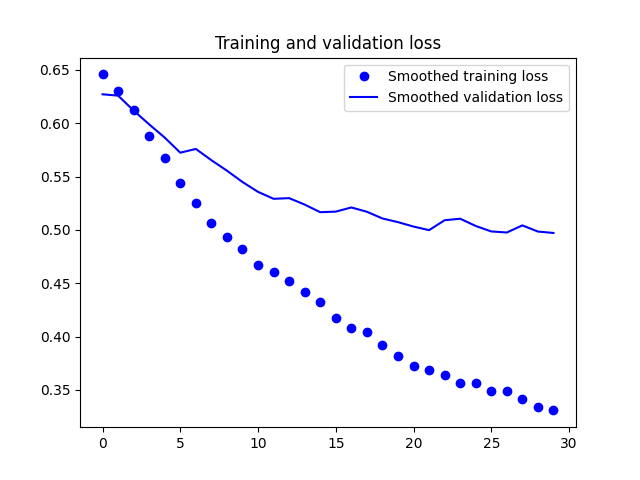 Training and validation loss
Smoothed training loss
Smoothed validation loss
0.65
0.60
0.55
0.50
0.45
0.40
0.35
0 5 10 15 20 25 30